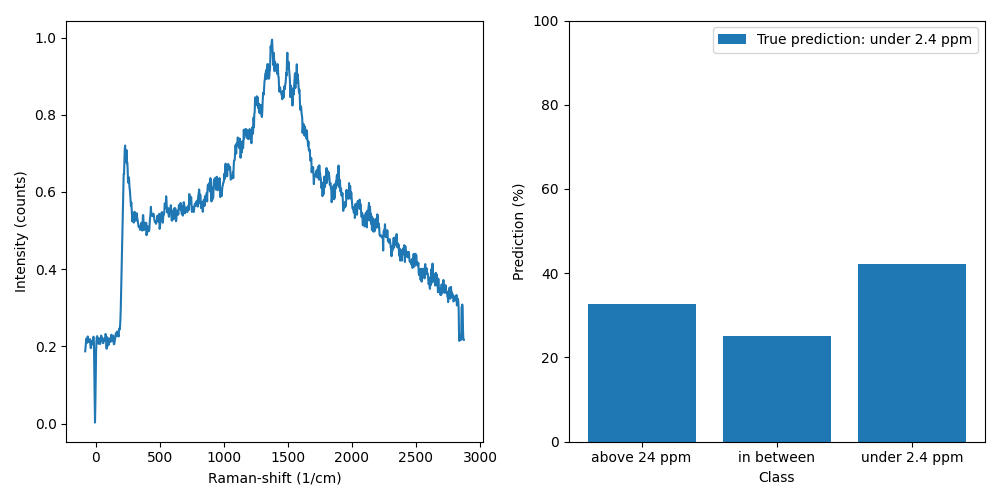 1.0
0.8
0.6
0.4
0.2
0.0
Intensity (counts)
0
500
1000
1500
2000
2500
3000
Raman-shift (1/cm)
100
80
60
40
20
0
Prediction (%)
True prediction: under 2.4 ppm
above 24 ppm
in between
under 2.4 ppm
Class